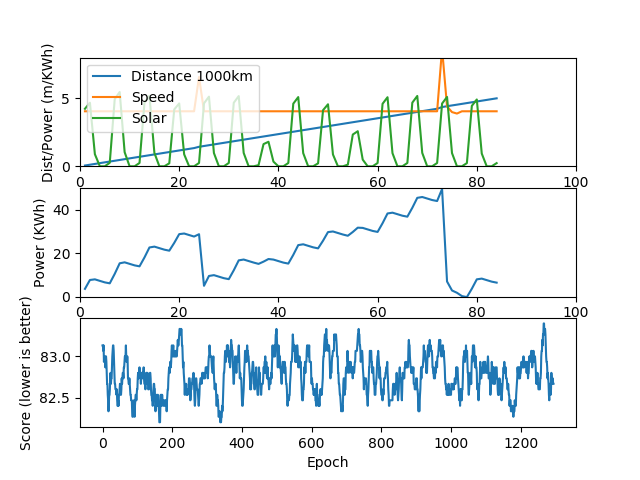 Dist/Power (m/KWh)
5
0
Distance 1000km
Speed
Solar
0 20 40 60 80 100
Power (KWh)
40
20
0
0 20 40 60 80 100
Score (lower is better)
83.0
82.5
0 200 400 600 800 1000 1200
Epoch